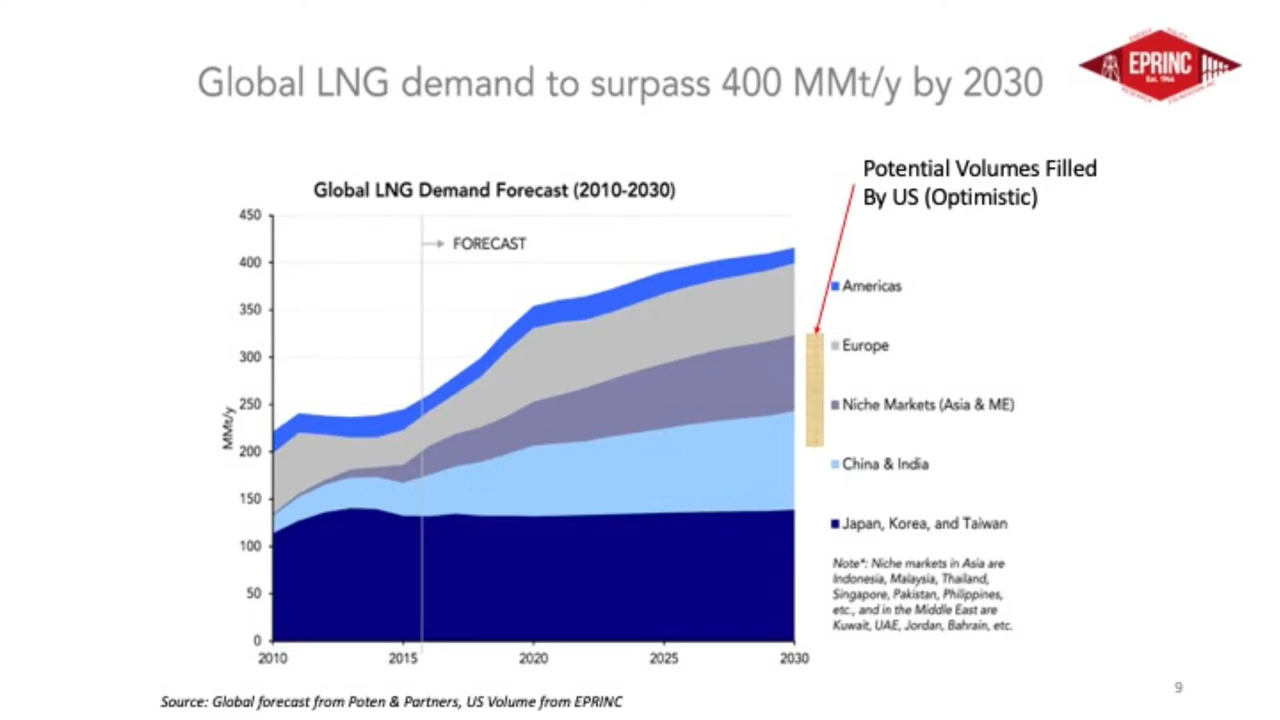 Global LNG demand to surpass 400 MMt/y by 2030
EPRINC
Est. 1944
Potential Volumes Filled
By US (Optimistic)
Global LNG Demand Forecast (2010-2030)
450
400
350
300
250
200
150
100
50
0
MMt/y
FORECAST
2010
2015
2020
2025
2030
Americas
Europe
Niche Markets (Asia & ME)
China & India
Japan, Korea, and Taiwan
Note*: Niche markets in Asia are
Indonesia, Malaysia, Thailand,
Singapore, Pakistan, Philippines,
etc., and in the Middle East are
Kuwait, UAE, Jordan, Bahrain, etc.
Source: Global forecast from Poten & Partners, US Volume from EPRINC
9